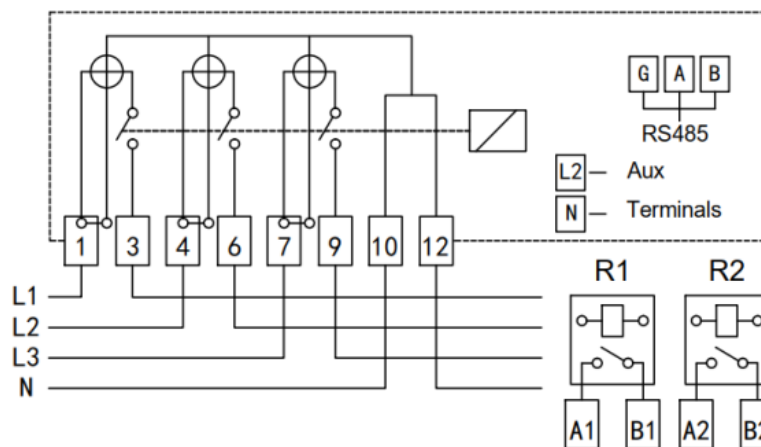 G A B
RS485
L2 Aux
N Terminals
1 3 4 6 7 9 10 12
R1 R2
L1
L2
L3
N
A1 B1 A2 B2